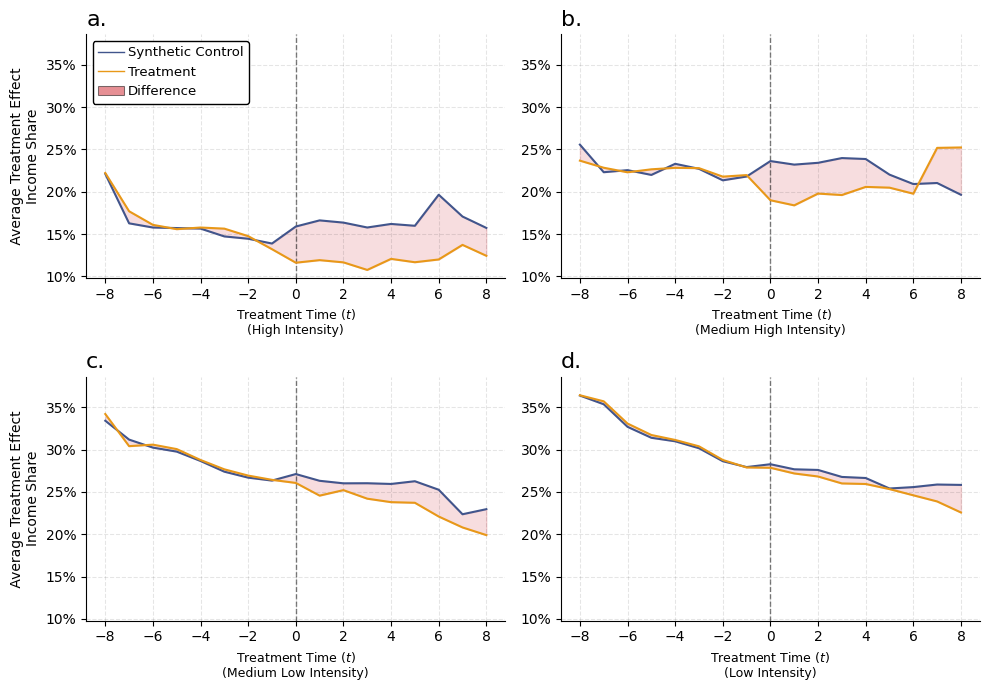 a.
Synthetic Control
Treatment
Difference
35%
30%
25%
20%
15%
10%
Average Treatment Effect
Income Share
−8 −6 −4 −2 0 2 4 6 8
Treatment Time (t)
(High Intensity)
b.
35%
30%
25%
20%
15%
10%
−8 −6 −4 −2 0 2 4 6 8
Treatment Time (t)
(Medium High Intensity)
c.
35%
30%
25%
20%
15%
10%
Average Treatment Effect
Income Share
−8 −6 −4 −2 0 2 4 6 8
Treatment Time (t)
(Medium Low Intensity)
d.
35%
30%
25%
20%
15%
10%
−8 −6 −4 −2 0 2 4 6 8
Treatment Time (t)
(Low Intensity)